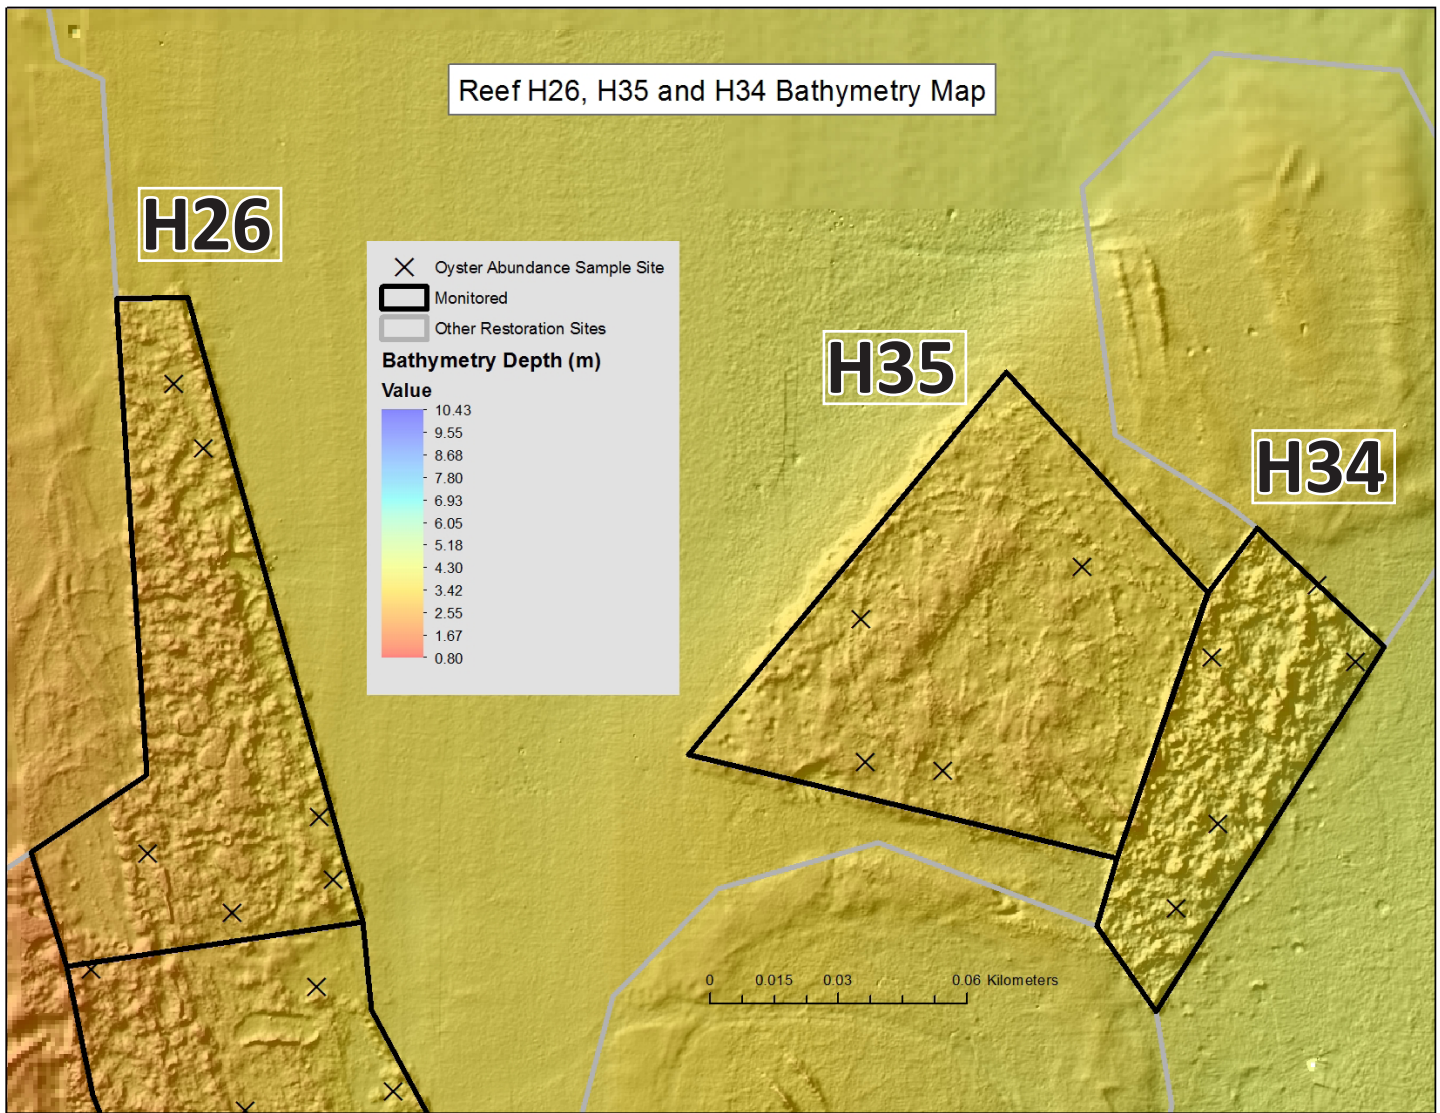 Reef H26, H35 and H34 Bathymetry Map
H26
Oyster Abundance Sample Site
Monitored
Other Restoration Sites
Bathymetry Depth (m)
Value
10.43
9.55
8.68
7.80
6.93
6.05
5.18
4.30
3.42
2.55
1.67
0.80
H35
H34
0 0.015 0.03 0.06 Kilometers